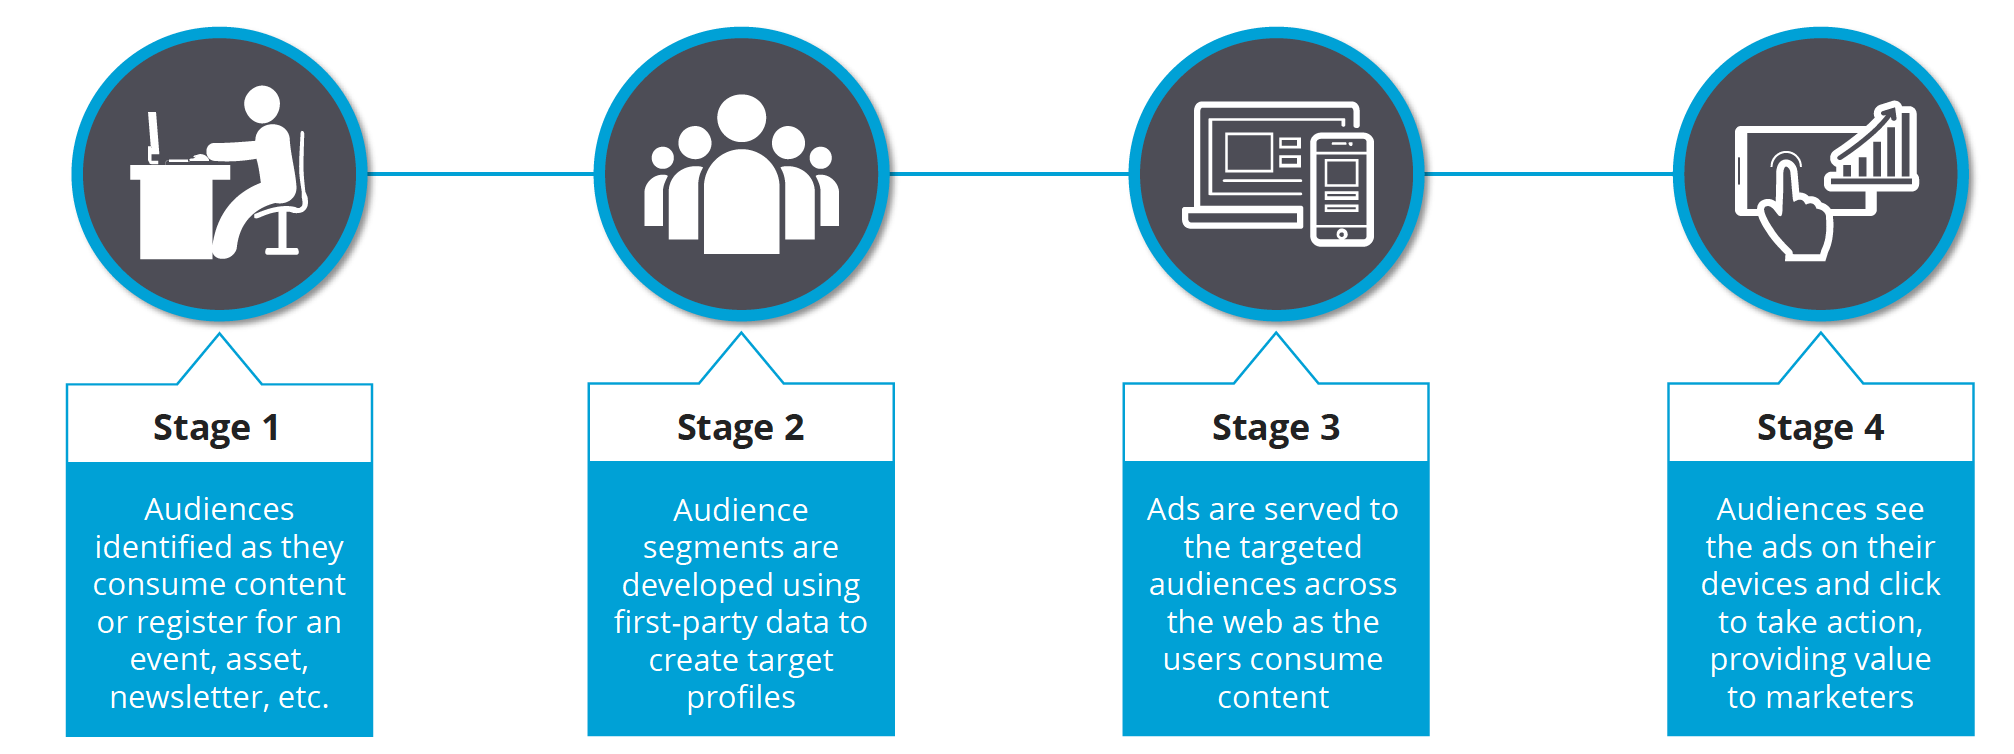 Stage 1
Audiences
identified as they
consume content
or register for an
event, asset,
newsletter, etc.
Stage 2
Audience
segments are
developed using
first-party data to
create target
profiles
Stage 3
Ads are served to
the targeted
audiences across
the web as the
users consume
content
Stage 4
Audiences see
the ads on their
devices and click
to take action,
providing value
to marketers